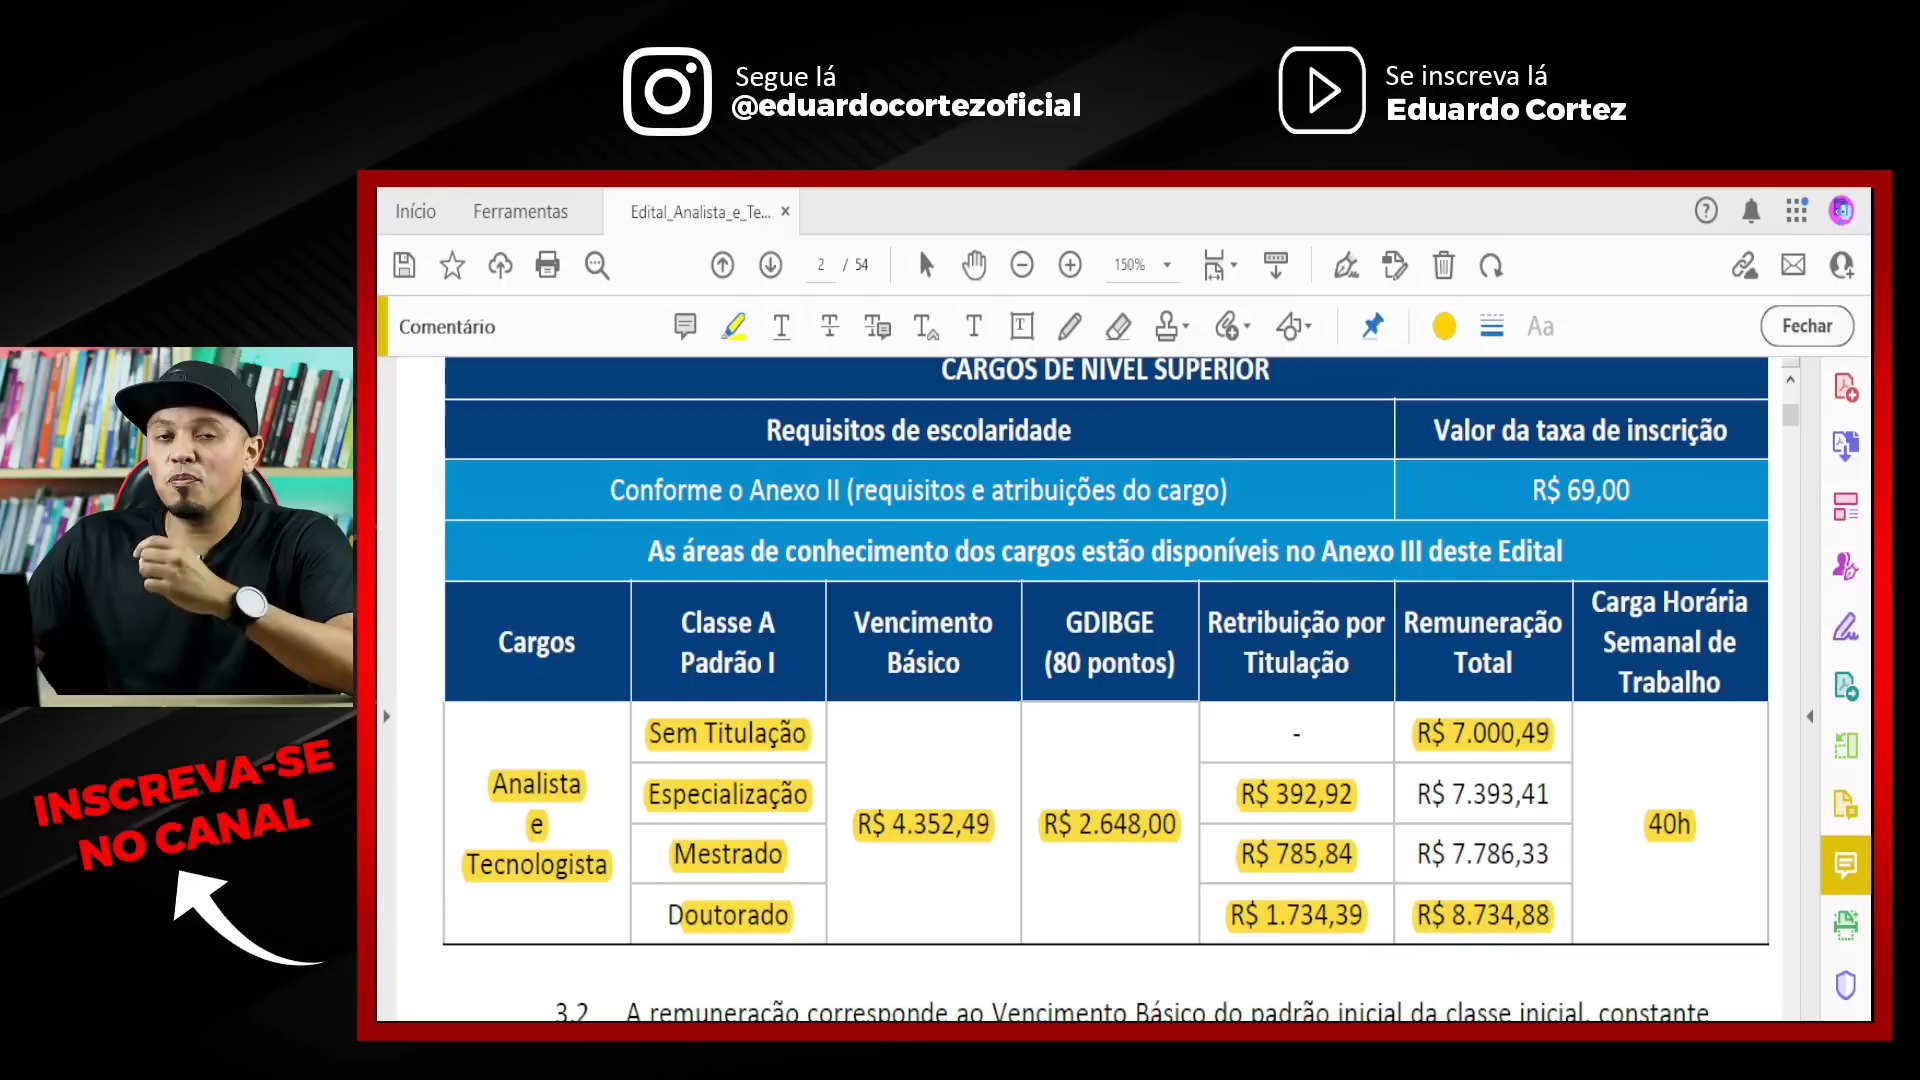 Segue lá
@eduardocortezoficial
Se inscreva lá
Eduardo Cortez
Início
Ferramentas
Edital_Analista_e_Te...
2 / 54
150%
Comentário
Aa
Fechar
CARGOS DE NIVEL SUPERIOR
Requisitos de escolaridade
Valor da taxa de inscrição
Conforme o Anexo II (requisitos e atribuições do cargo)
R$ 69,00
As áreas de conhecimento dos cargos estão disponíveis no Anexo III deste Edital
Cargos
Classe A
Padrão I
Vencimento
Básico
GDIBGE
(80 pontos)
Retribuição por
Titulação
Remuneração
Total
Carga Horária
Semanal de
Trabalho
Analista
e
Tecnologista
Sem Titulação
Especialização
Mestrado
Doutorado
R$ 4.352,49
R$ 2.648,00
-
R$ 392,92
R$ 785,84
R$ 1.734,39
R$ 7.000,49
R$ 7.393,41
R$ 7.786,33
R$ 8.734,88
40h
3.2 A remuneração corresponde ao Vencimento Básico do padrão inicial da classe inicial, constante
INSCREVA-SE
NO CANAL